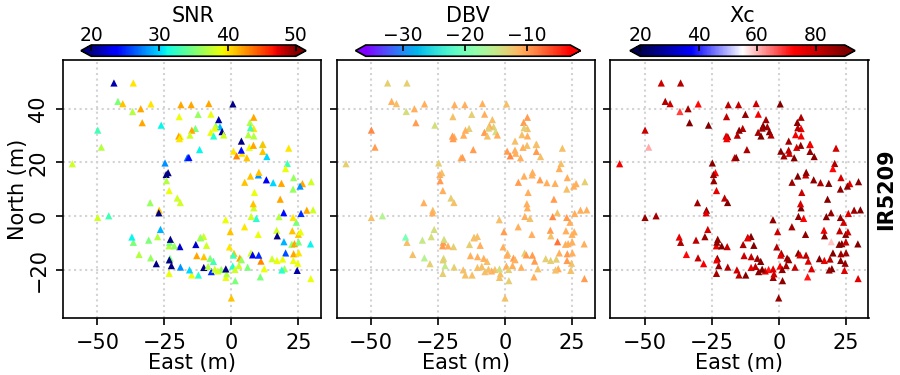 SNR DBV Xc
20 30 40 50 −30 −20 −10 20 40 60 80
40
20
0
−20
North (m)
IR5209
−50 −25 0 25 −50 −25 0 25 −50 −25 0 25
East (m) East (m) East (m)